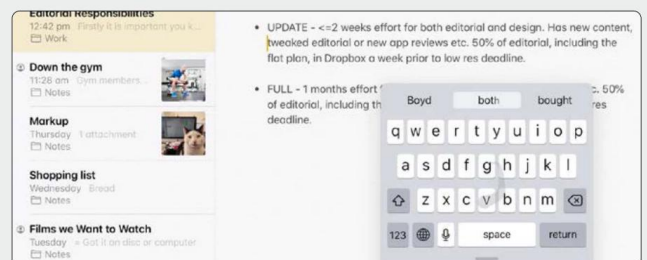 Editorial Responsibilities
12:42 pm Firstly it is important you k...
Work
Down the gym
11:28 am Gym members...
Notes
Markup
Thursday 1 attachment
Notes
Shopping list
Wednesday Bread
Notes
Films we Want to Watch
Tuesday + Got it on disc or computer
Notes
• UPDATE - <=2 weeks effort for both editorial and design. Has new content,
tweaked editorial or new app reviews etc. 50% of editorial, including the
flat plan, in Dropbox a week prior to low res deadline.
• FULL - 1 months effort
c. 50%
of editorial, including th
res
deadline.
Boyd both bought
q w e r t y u i o p
a s d f g h j k l
z x c v b n m
123 space return